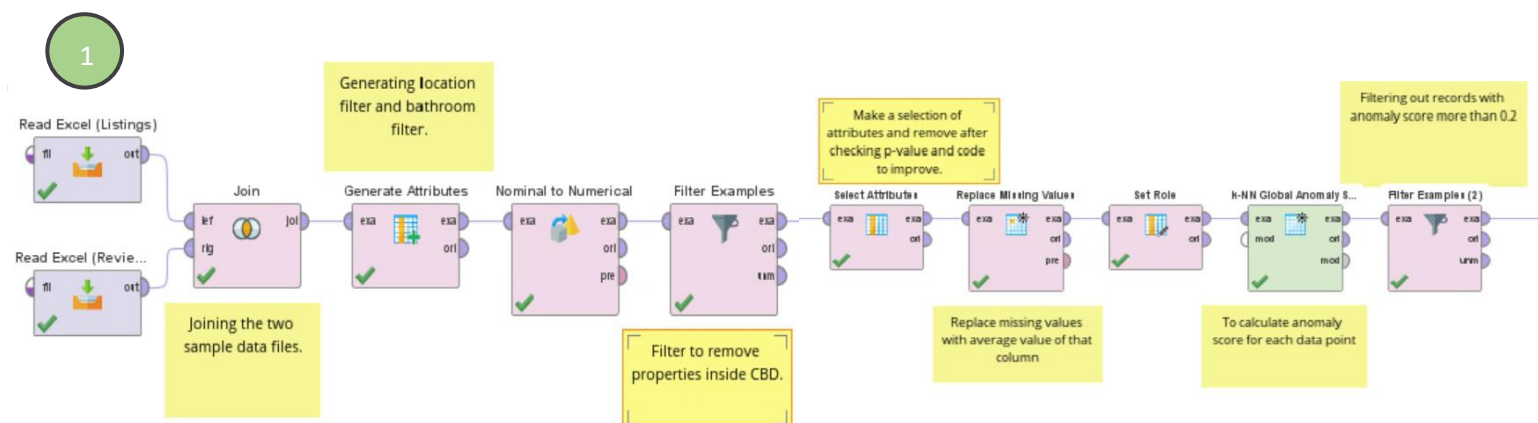 1
Generating location
filter and bathroom
filter.
Make a selection of
attributes and remove after
checking p-value and code
to improve.
Filtering out records with
anomaly score more than 0.2
Read Excel (Listings)
fil
out
Join
lef
rig
joi
Generate Attributes
exa
exa
ori
Nominal to Numerical
exa
exa
ori
pre
Filter Examples
exa
exa
ori
unm
Select Attributes
exa
exa
ori
Replace Missing Values
exa
exa
ori
pre
Set Role
exa
exa
ori
k-NN Global Anomaly S...
exa
mod
exa
ori
mod
Filter Examples (2)
exa
exa
ori
unm
Read Excel (Revie...
fil
out
Joining the two
sample data files.
Filter to remove
properties inside CBD.
Replace missing values
with average value of that
column
To calculate anomaly
score for each data point